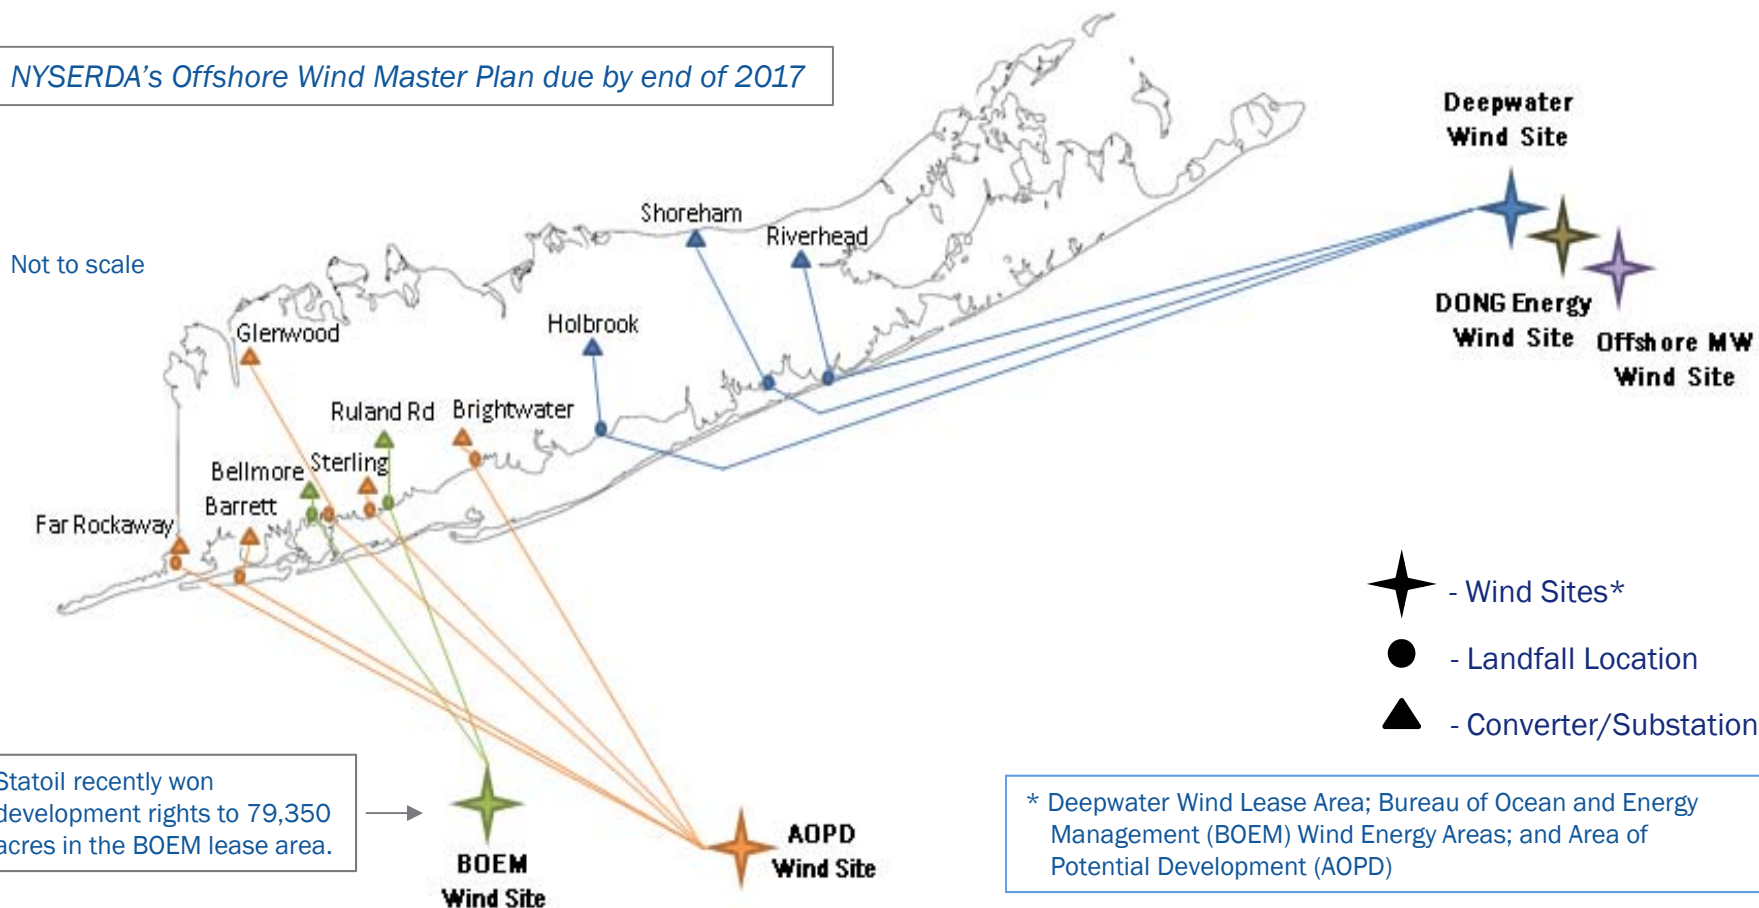 NYSERDA's Offshore Wind Master Plan due by end of 2017
Not to scale
Deepwater
Wind Site
DONG Energy
Wind Site
Offshore MW
Wind Site
Shoreham
Riverhead
Glenwood
Holbrook
Ruland Rd
Brightwater
Bellmore
Sterling
Barrett
Far Rockaway
- Wind Sites*
- Landfall Location
- Converter/Substation
Statoil recently won
development rights to 79,350
acres in the BOEM lease area.
BOEM
Wind Site
AOPD
Wind Site
* Deepwater Wind Lease Area; Bureau of Ocean and Energy
Management (BOEM) Wind Energy Areas; and Area of
Potential Development (AOPD)